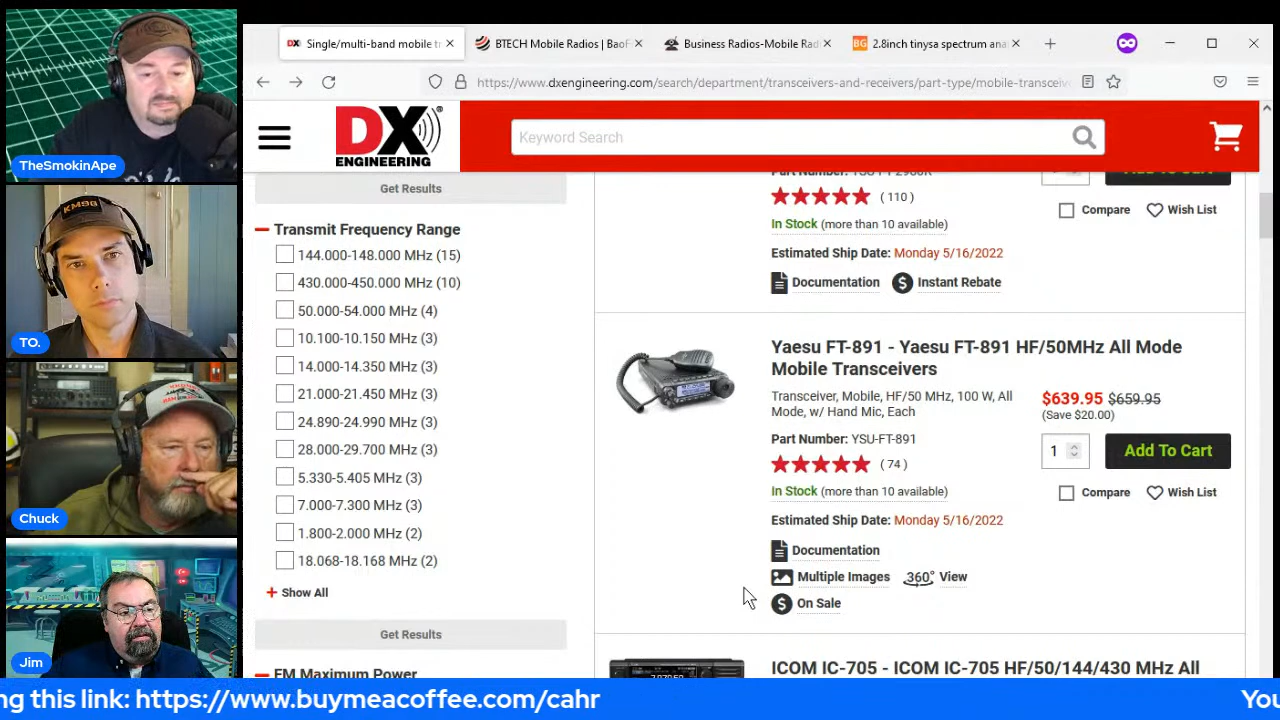 TheSmokinApe
KM9G
TO.
Chuck
Jim
DX Single/multi-band mobile tr
BTECH Mobile Radios | BaoF
Business Radios-Mobile Rad
BG 2.8inch tinysa spectrum ana
https://www.dxengineering.com/search/department/transceivers-and-receivers/part-type/mobile-transceiv
DX ENGINEERING
Keyword Search
Get Results
Transmit Frequency Range
144.000-148.000 MHz (15)
430.000-450.000 MHz (10)
50.000-54.000 MHz (4)
10.100-10.150 MHz (3)
14.000-14.350 MHz (3)
21.000-21.450 MHz (3)
24.890-24.990 MHz (3)
28.000-29.700 MHz (3)
5.330-5.405 MHz (3)
7.000-7.300 MHz (3)
1.800-2.000 MHz (2)
18.068-18.168 MHz (2)
+ Show All
Get Results
FM Maximum Power
( 110 )
Compare
Wish List
In Stock (more than 10 available)
Estimated Ship Date: Monday 5/16/2022
Documentation
Instant Rebate
Yaesu FT-891 - Yaesu FT-891 HF/50MHz All Mode
Mobile Transceivers
Transceiver, Mobile, HF/50 MHz, 100 W, All
Mode, w/ Hand Mic, Each
$639.95 $659.95
(Save $20.00)
Part Number: YSU-FT-891
1
Add To Cart
( 74 )
In Stock (more than 10 available)
Compare
Wish List
Estimated Ship Date: Monday 5/16/2022
Documentation
Multiple Images
360° View
On Sale
ICOM IC-705 - ICOM IC-705 HF/50/144/430 MHz All
ng this link: https://www.buymeacoffee.com/cahr
You